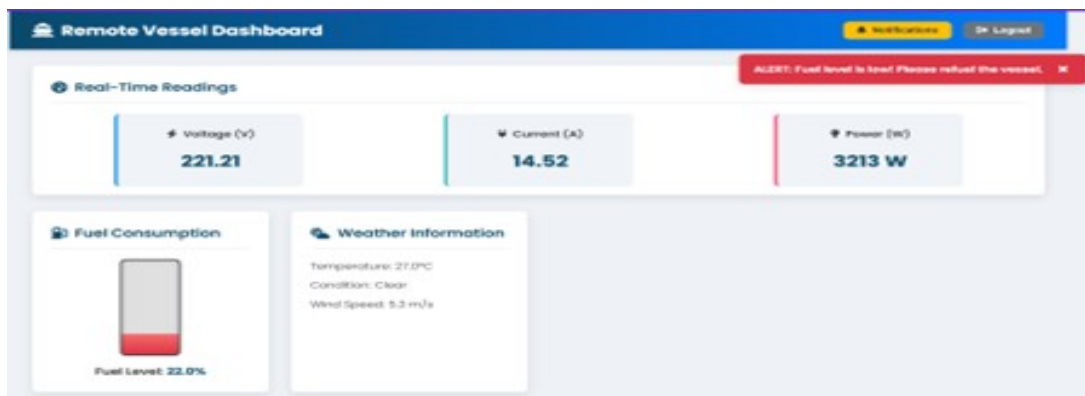 Remote Vessel Dashboard
Notifications
Logout
ALERT: Fuel level is low! Please refuel the vessel. ×
Real-Time Readings
Voltage (V)
221.21
Current (A)
14.52
Power (W)
3213 W
Fuel Consumption
Fuel Level: 22.0%
Weather Information
Temperature: 27.0°C
Condition: Clear
Wind Speed: 5.3 m/s